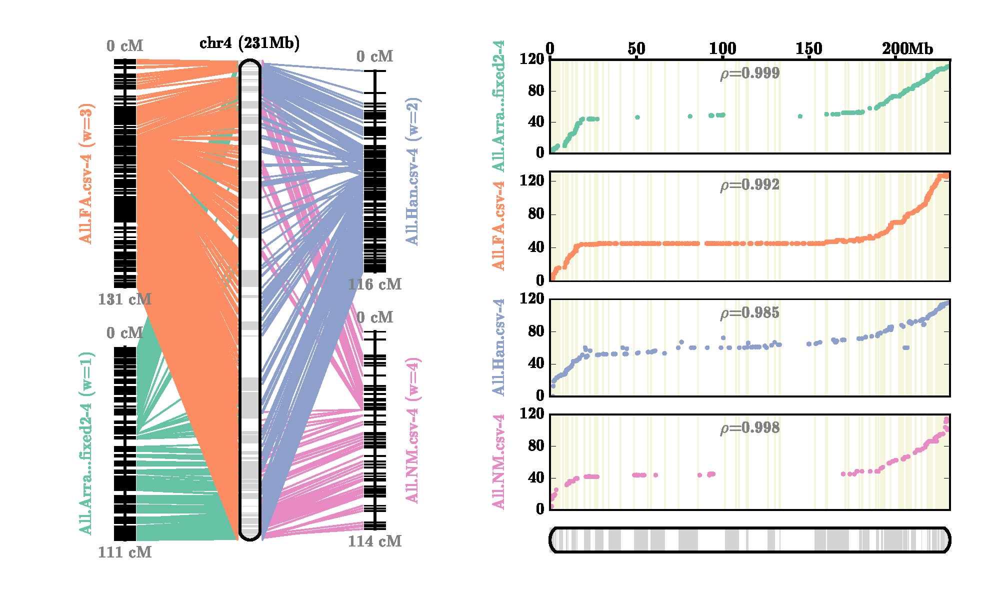 chr4 (231Mb)
0 cM
All.FA.csv-4 (w=3)
131 cM
0 cM
All.Arra...fixed2-4 (w=1)
111 cM
0 cM
All.Han.csv-4 (w=2)
116 cM
0 cM
All.NM.csv-4 (w=4)
114 cM
0 50 100 150 200Mb
All.Arra...fixed2-4
120
80
40
0
ρ=0.999
All.FA.csv-4
120
80
40
0
ρ=0.992
All.Han.csv-4
120
80
40
0
ρ=0.985
All.NM.csv-4
120
80
40
0
ρ=0.998